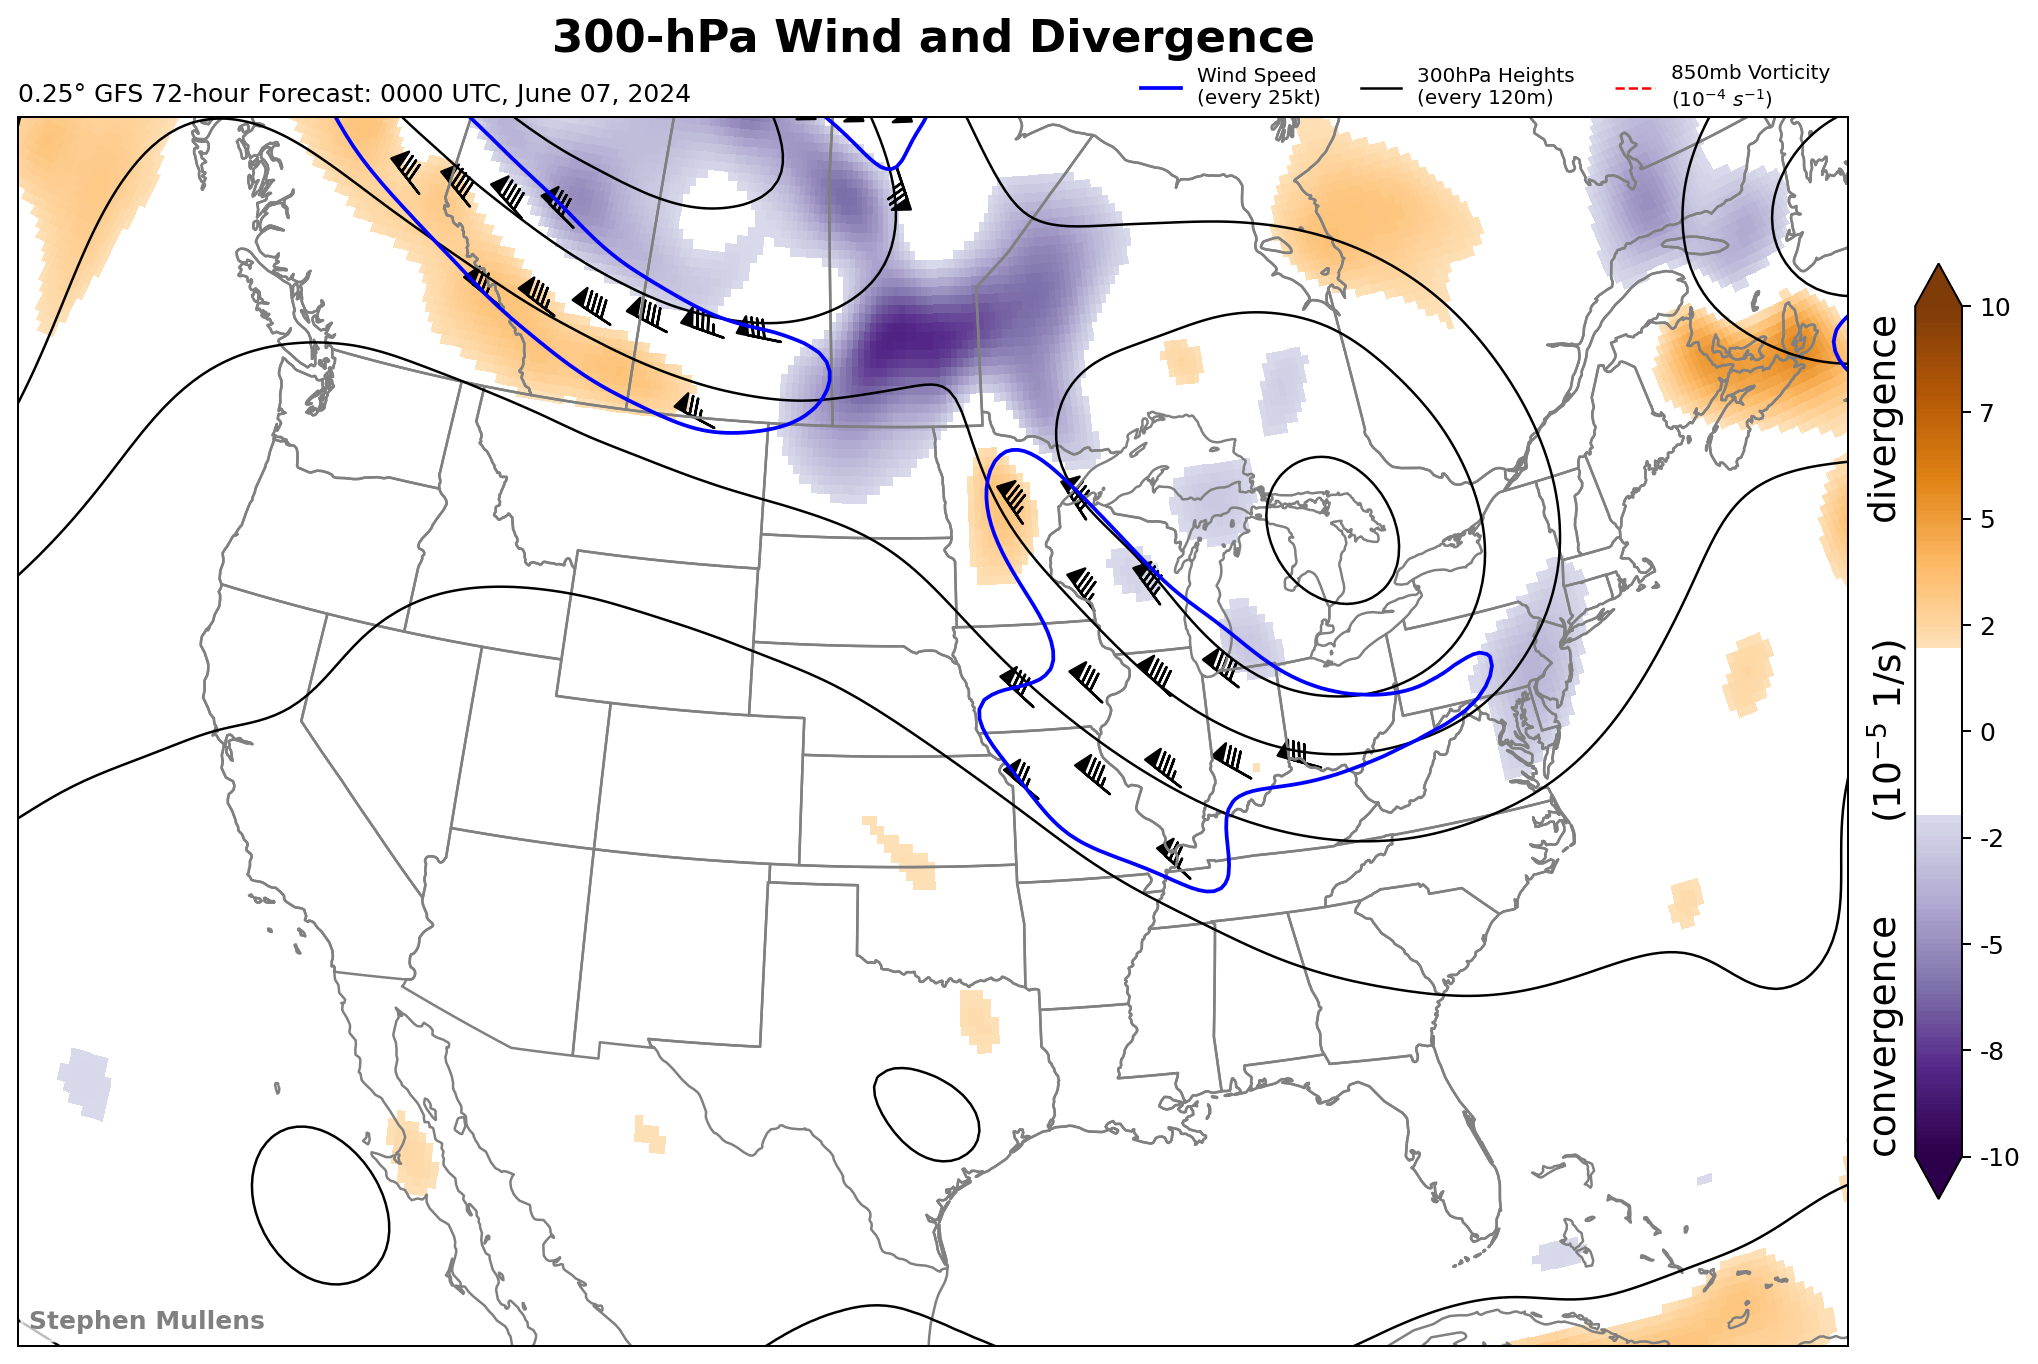 300-hPa Wind and Divergence
0.25° GFS 72-hour Forecast: 0000 UTC, June 07, 2024
Wind Speed
(every 25kt)
300hPa Heights
(every 120m)
850mb Vorticity
(10⁻⁴ s⁻¹)
10
7
5
2
0
-2
-5
-8
-10
convergence (10⁻⁵ 1/s) divergence
Stephen Mullens